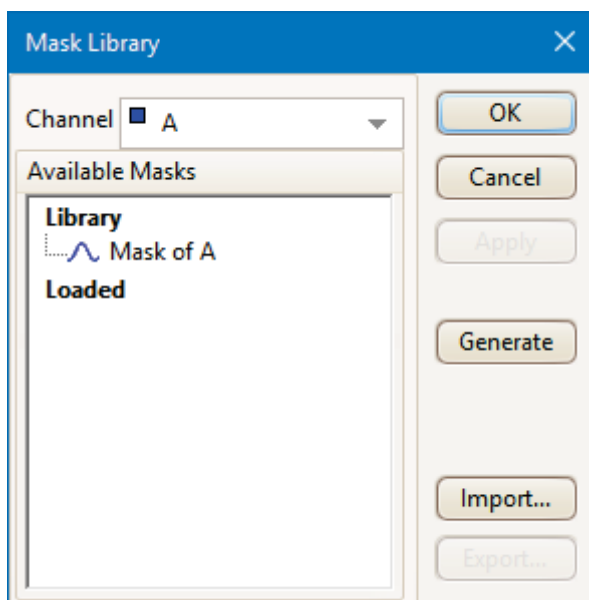 Mask Library
Channel A
OK
Available Masks
Cancel
Library
Mask of A
Apply
Loaded
Generate
Import...
Export...